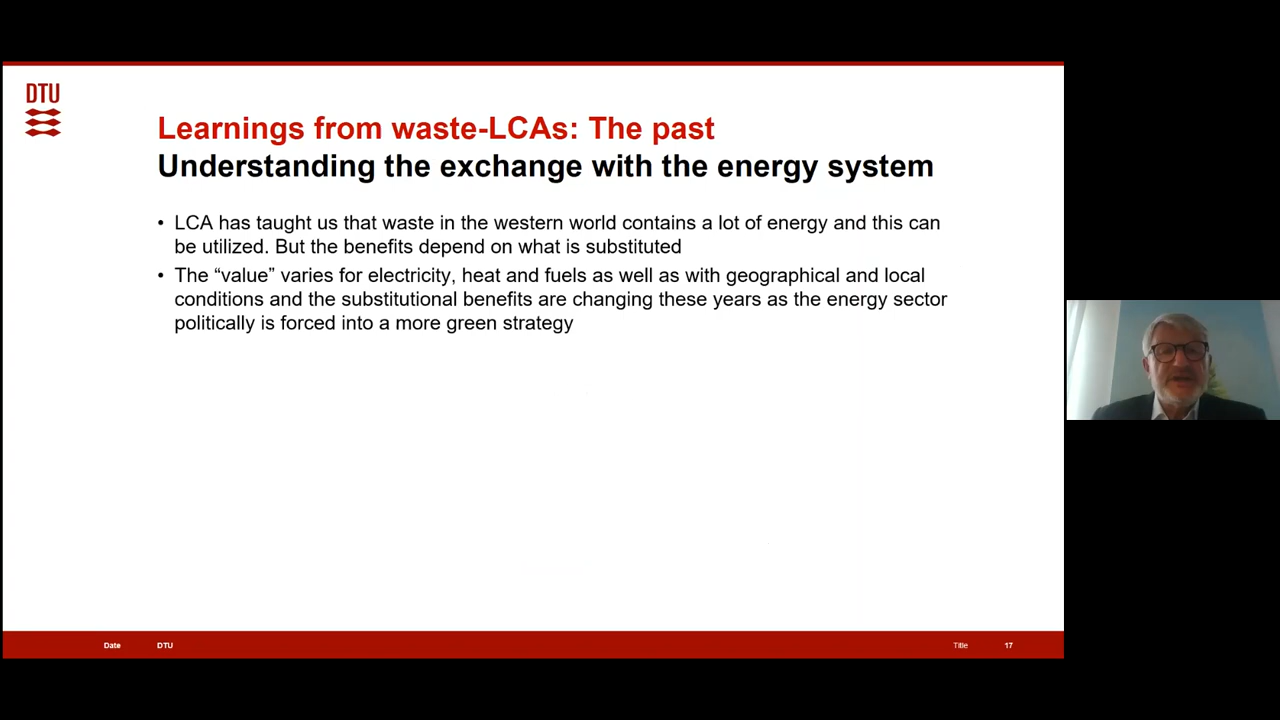 DTU
Learnings from waste-LCAs: The past
Understanding the exchange with the energy system
• LCA has taught us that waste in the western world contains a lot of energy and this can
be utilized. But the benefits depend on what is substituted
• The “value” varies for electricity, heat and fuels as well as with geographical and local
conditions and the substitutional benefits are changing these years as the energy sector
politically is forced into a more green strategy
Date DTU Title 17